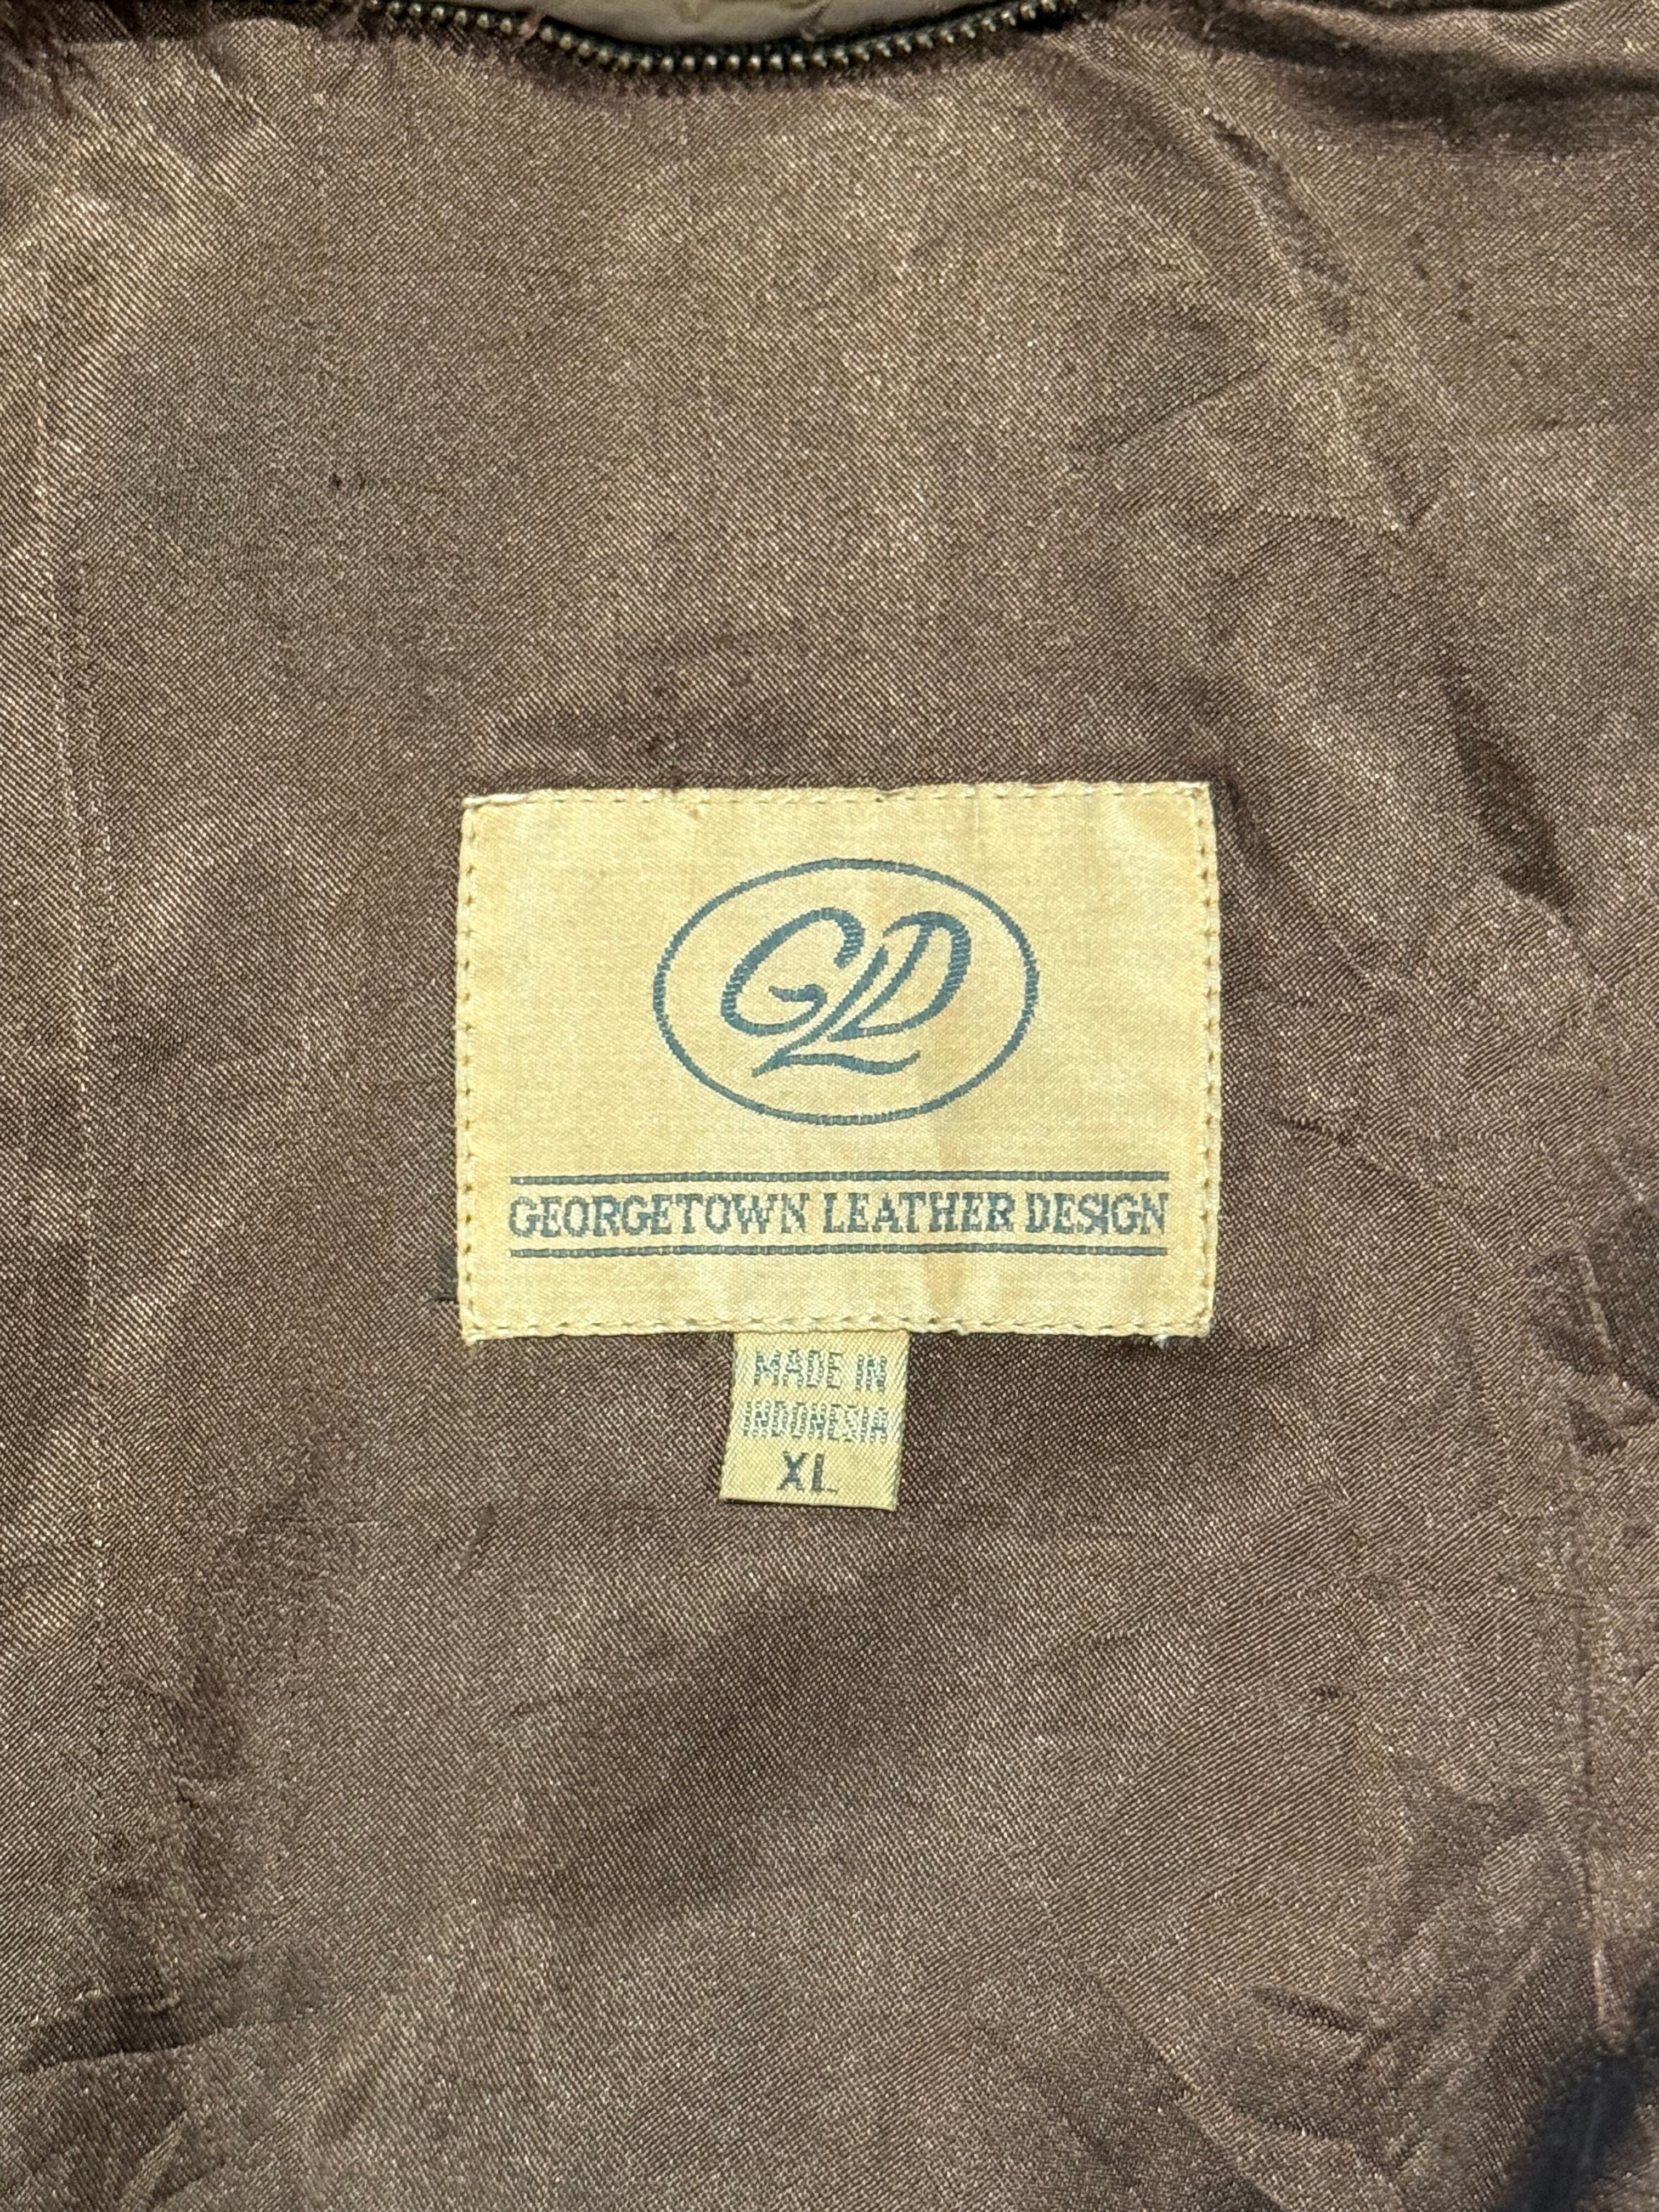 GLD
GEORGETOWN LEATHER DESIGN
MADE IN
INDONESIA
XL